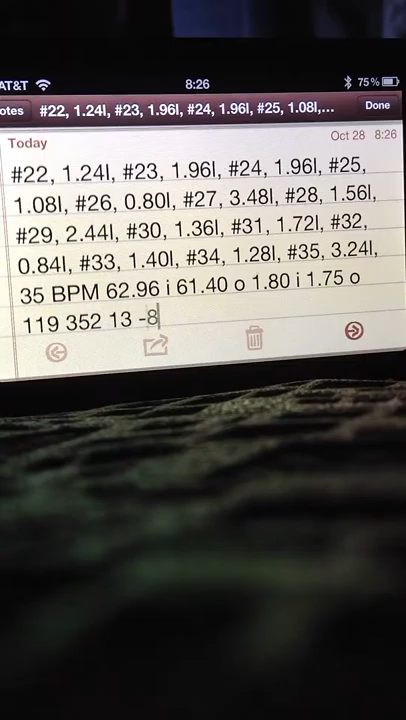 AT&T 8:26 75%
otes #22, 1.24l, #23, 1.96l, #24, 1.96l, #25, 1.08l,... Done
Today Oct 28 8:26
#22, 1.24l, #23, 1.96l, #24, 1.96l, #25,
1.08l, #26, 0.80l, #27, 3.48l, #28, 1.56l,
#29, 2.44l, #30, 1.36l, #31, 1.72l, #32,
0.84l, #33, 1.40l, #34, 1.28l, #35, 3.24l,
35 BPM 62.96 i 61.40 o 1.80 i 1.75 o
119 352 13 -8